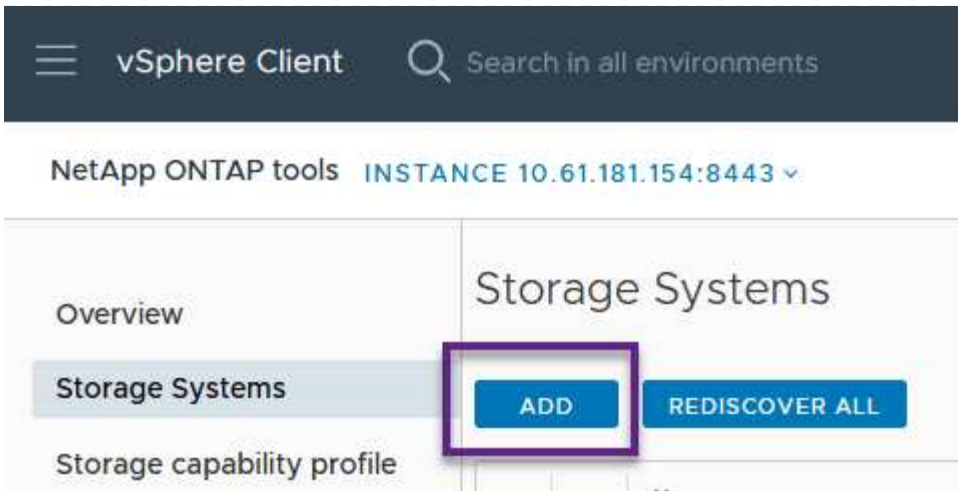 vSphere Client Search in all environments
NetApp ONTAP tools INSTANCE 10.61.181.154:8443
Overview
Storage Systems
Storage capability profile
Storage Systems
ADD REDISCOVER ALL